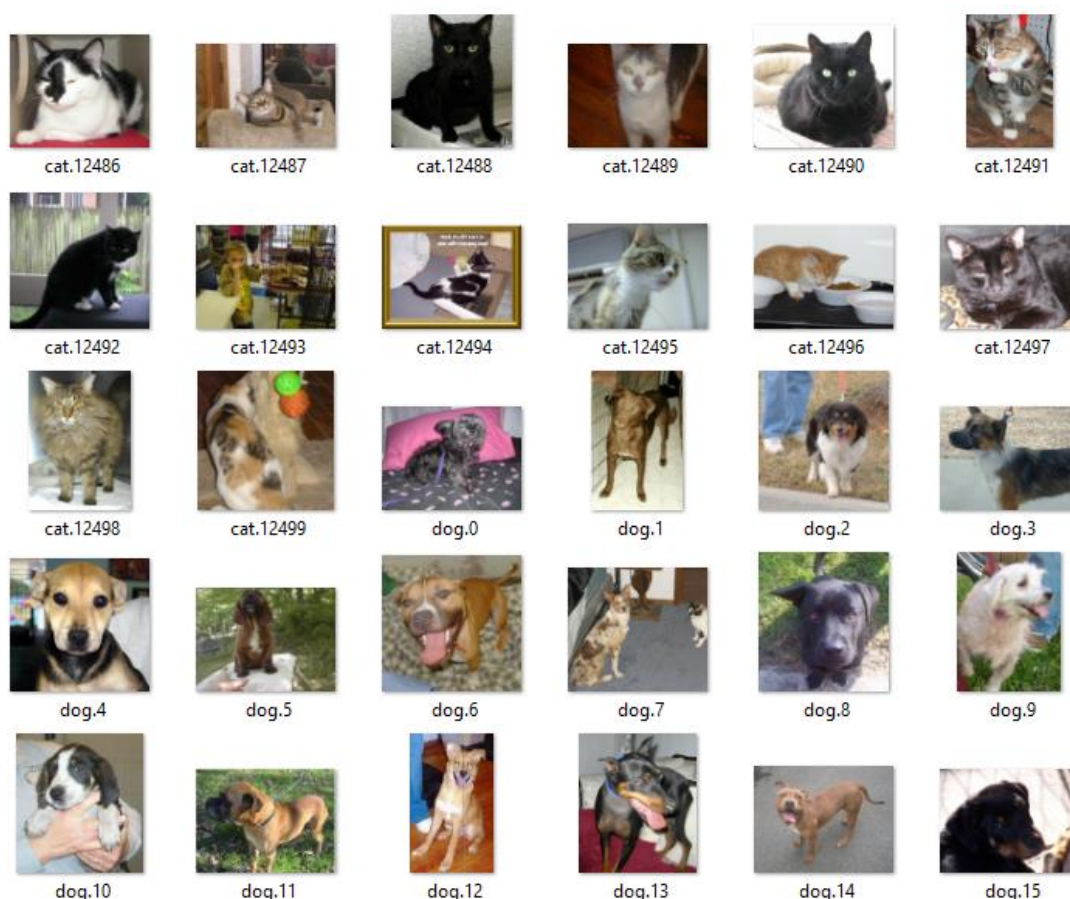 cat.12486 cat.12487 cat.12488 cat.12489 cat.12490 cat.12491
cat.12492 cat.12493 cat.12494 cat.12495 cat.12496 cat.12497
cat.12498 cat.12499 dog.0 dog.1 dog.2 dog.3
dog.4 dog.5 dog.6 dog.7 dog.8 dog.9
dog.10 dog.11 dog.12 dog.13 dog.14 dog.15